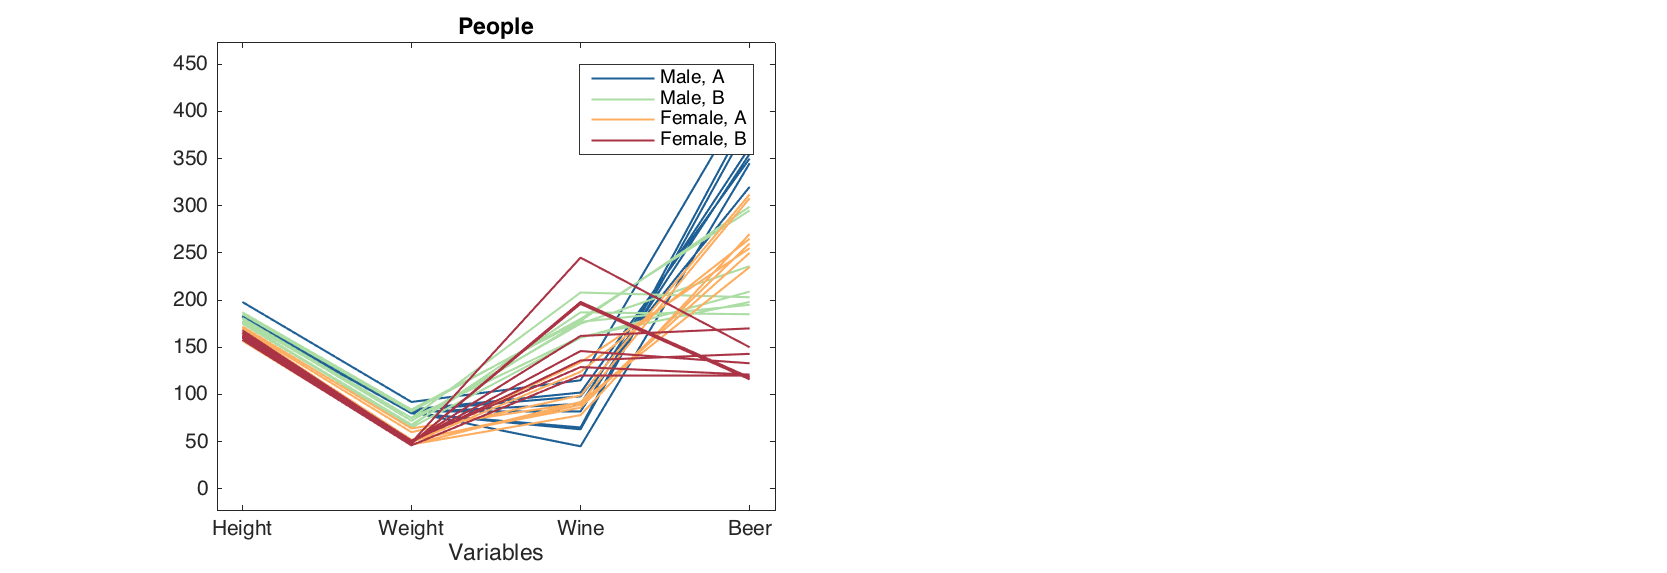 People
450
400
350
300
250
200
150
100
50
0
Male, A
Male, B
Female, A
Female, B
Height Weight Wine Beer
Variables